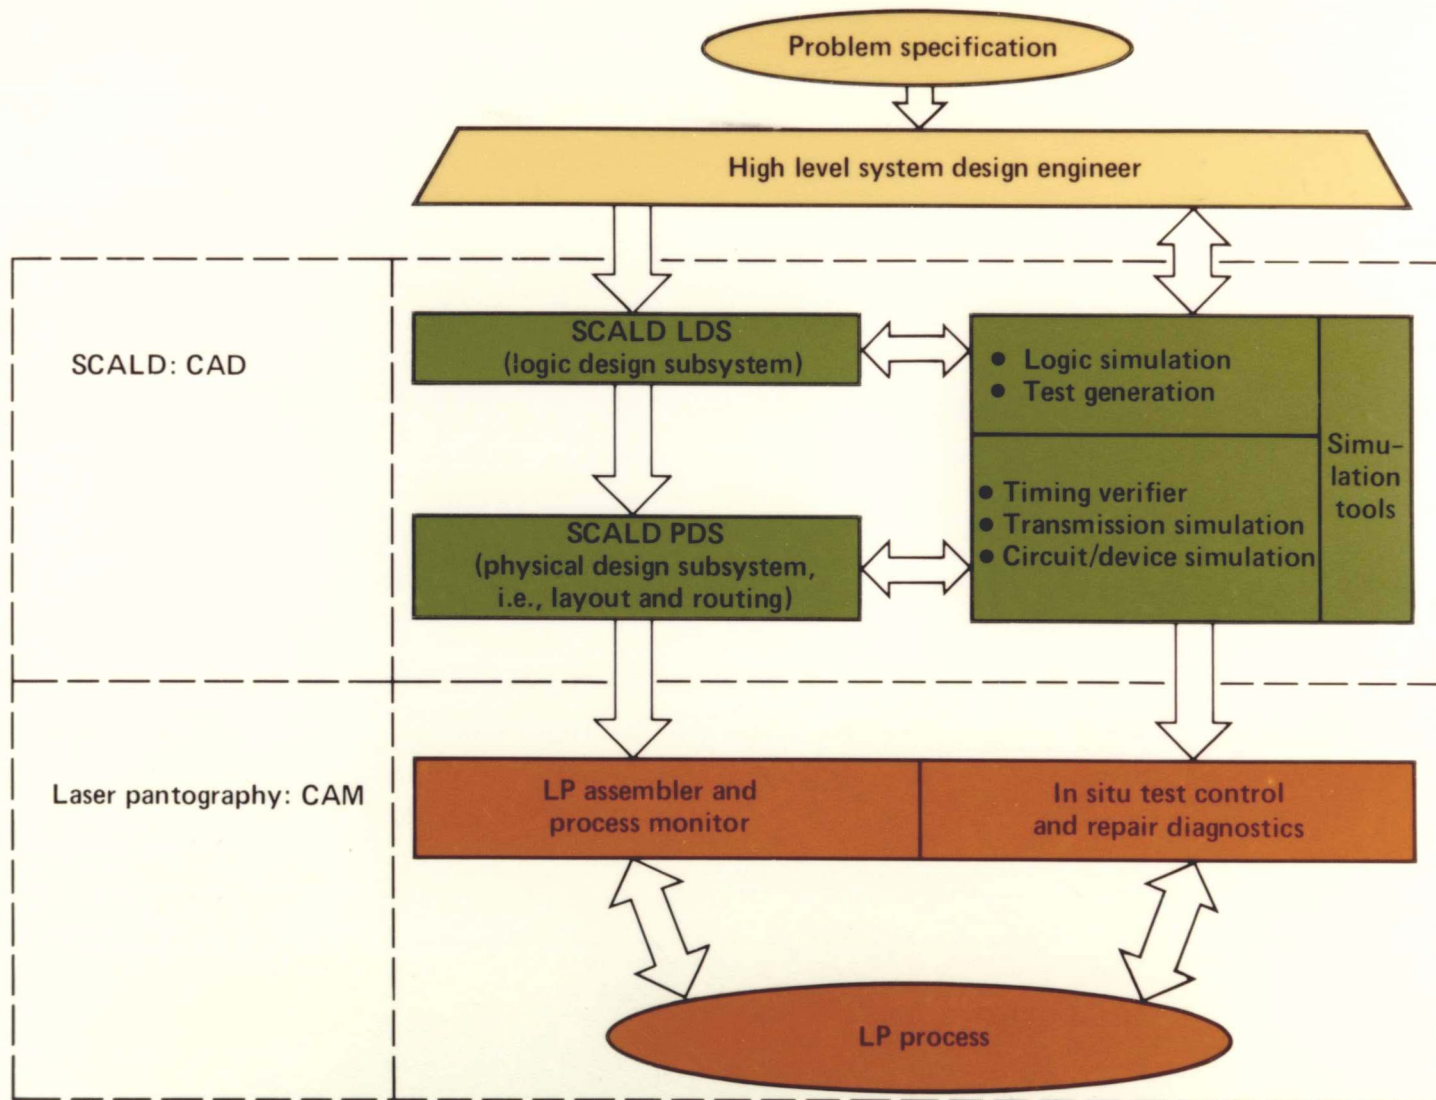 Problem specification
High level system design engineer
SCALD: CAD
SCALD LDS
(logic design subsystem)
● Logic simulation
● Test generation
Simu-
lation
tools
● Timing verifier
● Transmission simulation
● Circuit/device simulation
SCALD PDS
(physical design subsystem,
i.e., layout and routing)
Laser pantography: CAM
LP assembler and
process monitor
In situ test control
and repair diagnostics
LP process